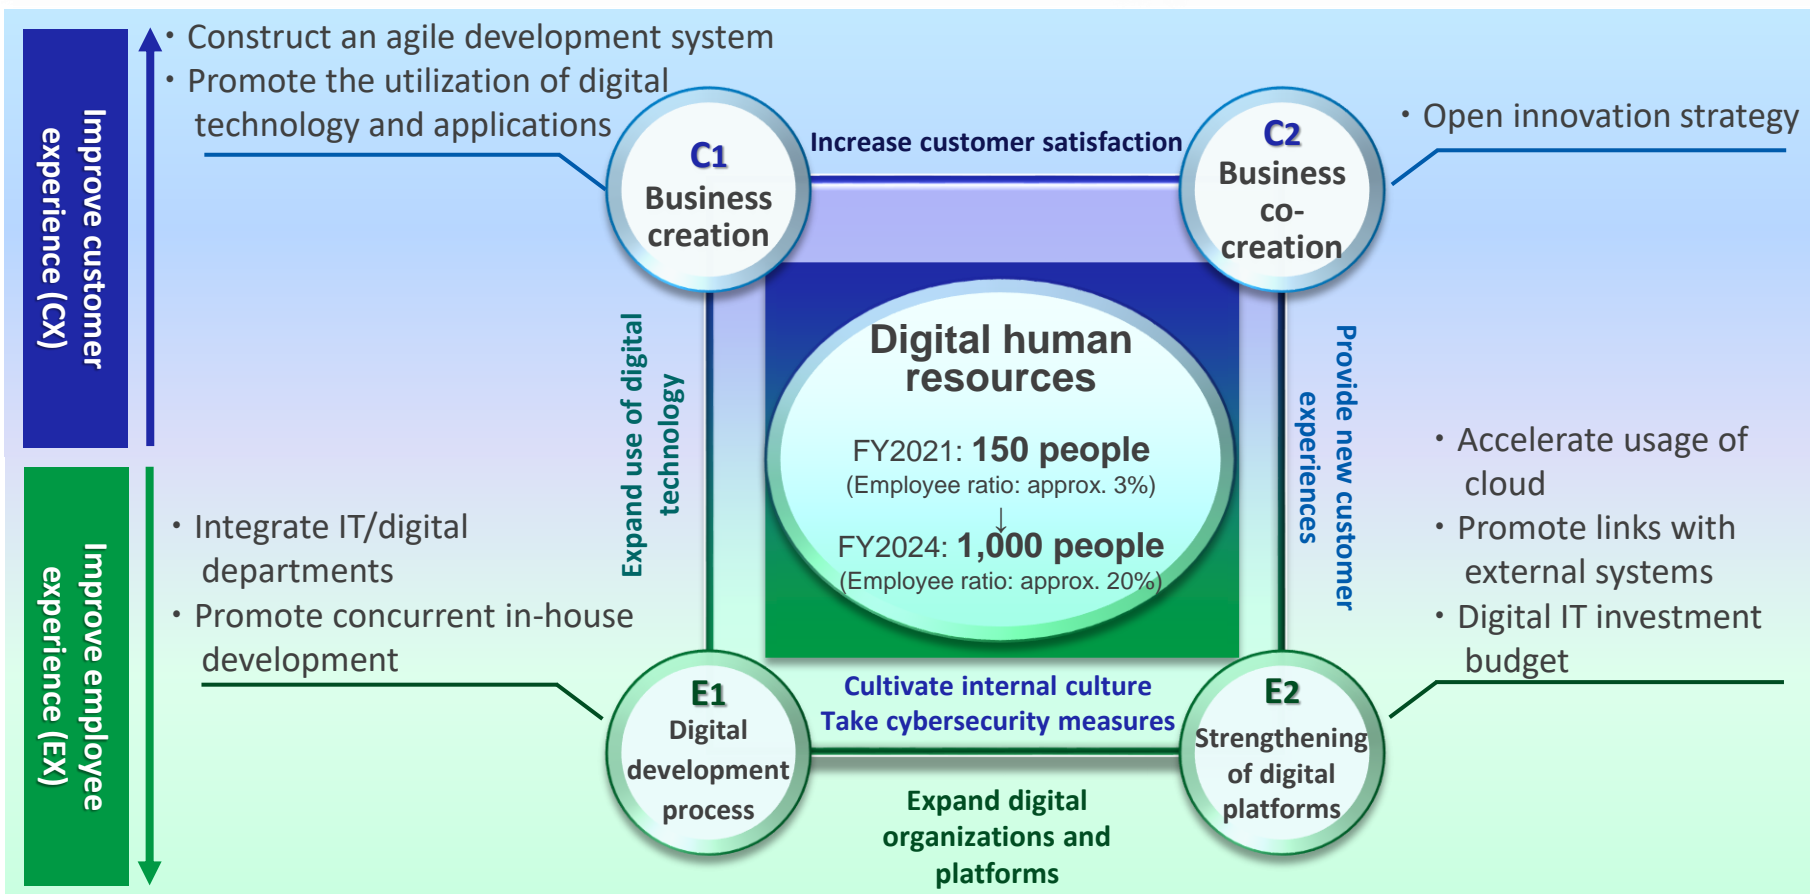 Improve customer
experience (CX)
・Construct an agile development system
・Promote the utilization of digital
technology and applications
C1
Business
creation
Increase customer satisfaction
C2
Business
co-
creation
・Open innovation strategy
Expand use of digital
technology
Digital human
resources
FY2021: 150 people
(Employee ratio: approx. 3%)
↓
FY2024: 1,000 people
(Employee ratio: approx. 20%)
Provide new customer
experiences
Improve employee
experience (EX)
・Integrate IT/digital
departments
・Promote concurrent in-house
development
E1
Digital
development
process
Cultivate internal culture
Take cybersecurity measures
Expand digital
organizations and
platforms
E2
Strengthening
of digital
platforms
・Accelerate usage of
cloud
・Promote links with
external systems
・Digital IT investment
budget